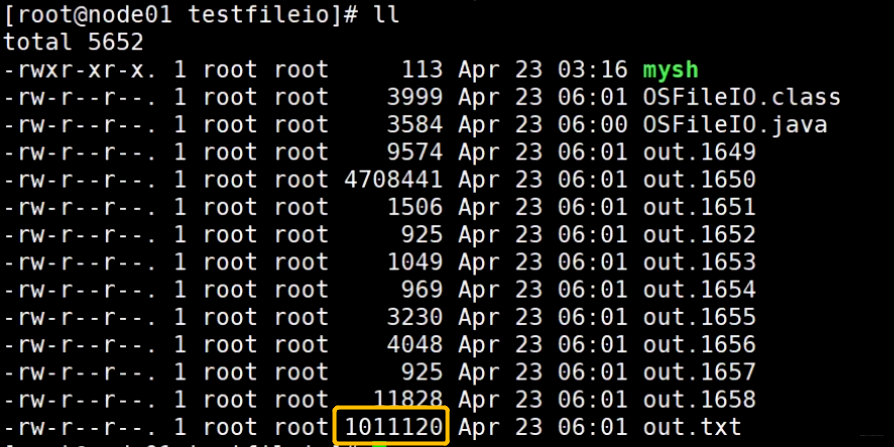 [root@node01 testfileio]# ll
total 5652
-rwxr-xr-x. 1 root root     113 Apr 23 03:16 mysh
-rw-r--r--. 1 root root    3999 Apr 23 06:01 OSFileIO.class
-rw-r--r--. 1 root root    3584 Apr 23 06:00 OSFileIO.java
-rw-r--r--. 1 root root    9574 Apr 23 06:01 out.1649
-rw-r--r--. 1 root root 4708441 Apr 23 06:01 out.1650
-rw-r--r--. 1 root root    1506 Apr 23 06:01 out.1651
-rw-r--r--. 1 root root     925 Apr 23 06:01 out.1652
-rw-r--r--. 1 root root    1049 Apr 23 06:01 out.1653
-rw-r--r--. 1 root root     969 Apr 23 06:01 out.1654
-rw-r--r--. 1 root root    3230 Apr 23 06:01 out.1655
-rw-r--r--. 1 root root    4048 Apr 23 06:01 out.1656
-rw-r--r--. 1 root root     925 Apr 23 06:01 out.1657
-rw-r--r--. 1 root root   11828 Apr 23 06:01 out.1658
-rw-r--r--. 1 root root 1011120 Apr 23 06:01 out.txt